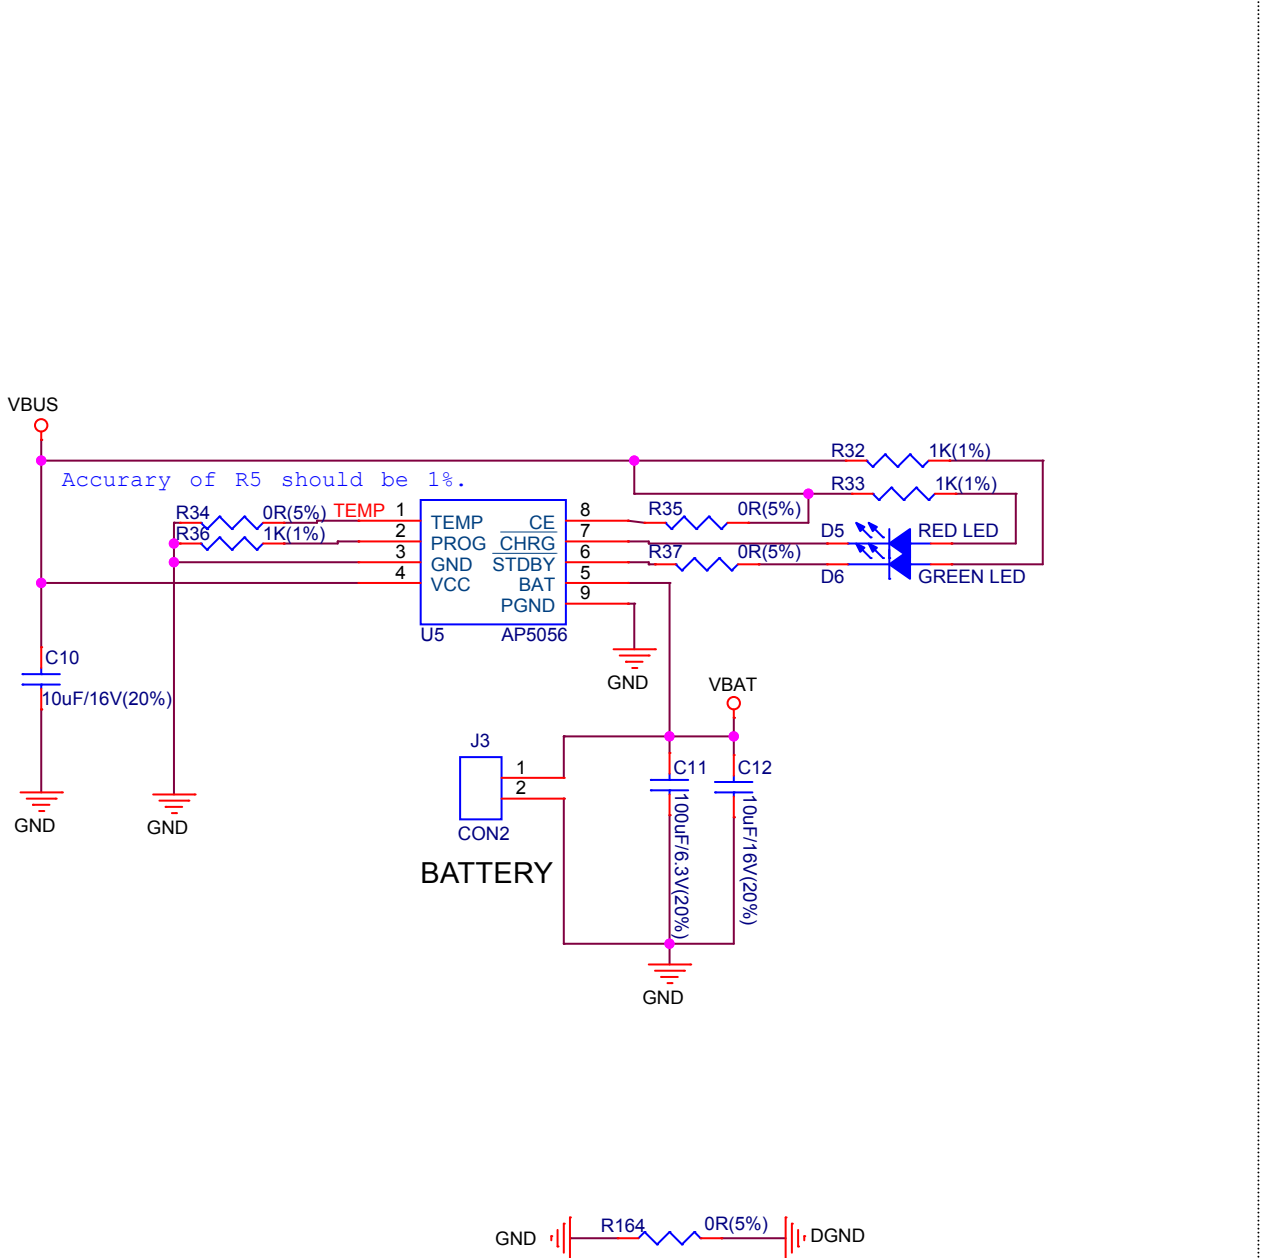 VBUS
Accurary of R5 should be 1%.
R32 1K(1%)
R33 1K(1%)
R34 0R(5%) TEMP 1
R36 1K(1%) 2
3
4
TEMP
PROG
GND
VCC
CE
CHRG
STDBY
BAT
PGND
8
7
6
5
9
R35 0R(5%)
R37 0R(5%)
D5 RED LED
D6 GREEN LED
U5 AP5056
C10
10uF/16V(20%)
GND
GND
GND
VBAT
J3
1
2
CON2
BATTERY
C11
100uF/6.3V(20%)
C12
10uF/16V(20%)
GND
GND R164 0R(5%) DGND